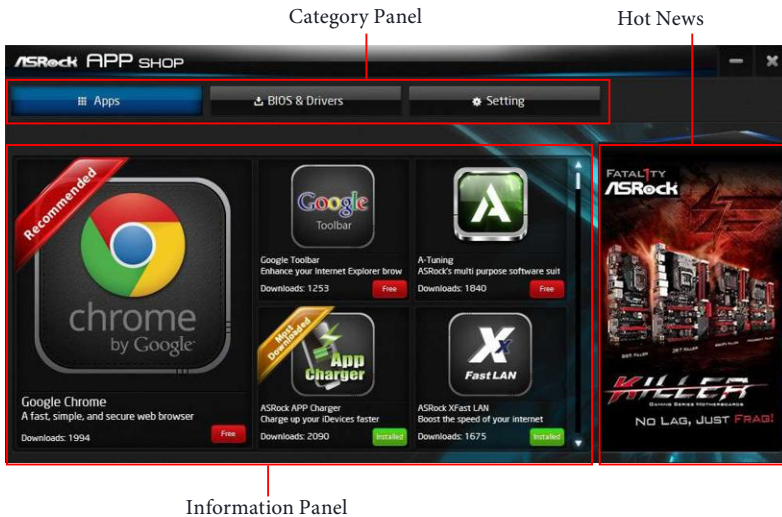 Category Panel
Hot News
ASRock APP SHOP
Apps
BIOS & Drivers
Setting
Recommended
chrome
by Google
Google Chrome
A fast, simple, and secure web browser
Downloads: 1994
Free
Google
Toolbar
Google Toolbar
Enhance your Internet Explorer brow
Downloads: 1253
Free
A-Tuning
ASRock's multi purpose software suit
Downloads: 1840
Free
Most
Downloaded
App
Charger
ASRock APP Charger
Charge up your iDevices faster
Downloads: 2090
Installed
Fast LAN
ASRock XFast LAN
Boost the speed of your internet
Downloads: 1675
Installed
FATAL1TY
ASRock
KILLER
GAMING SERIES MOTHERBOARDS
NO LAG, JUST FRAG!
Information Panel